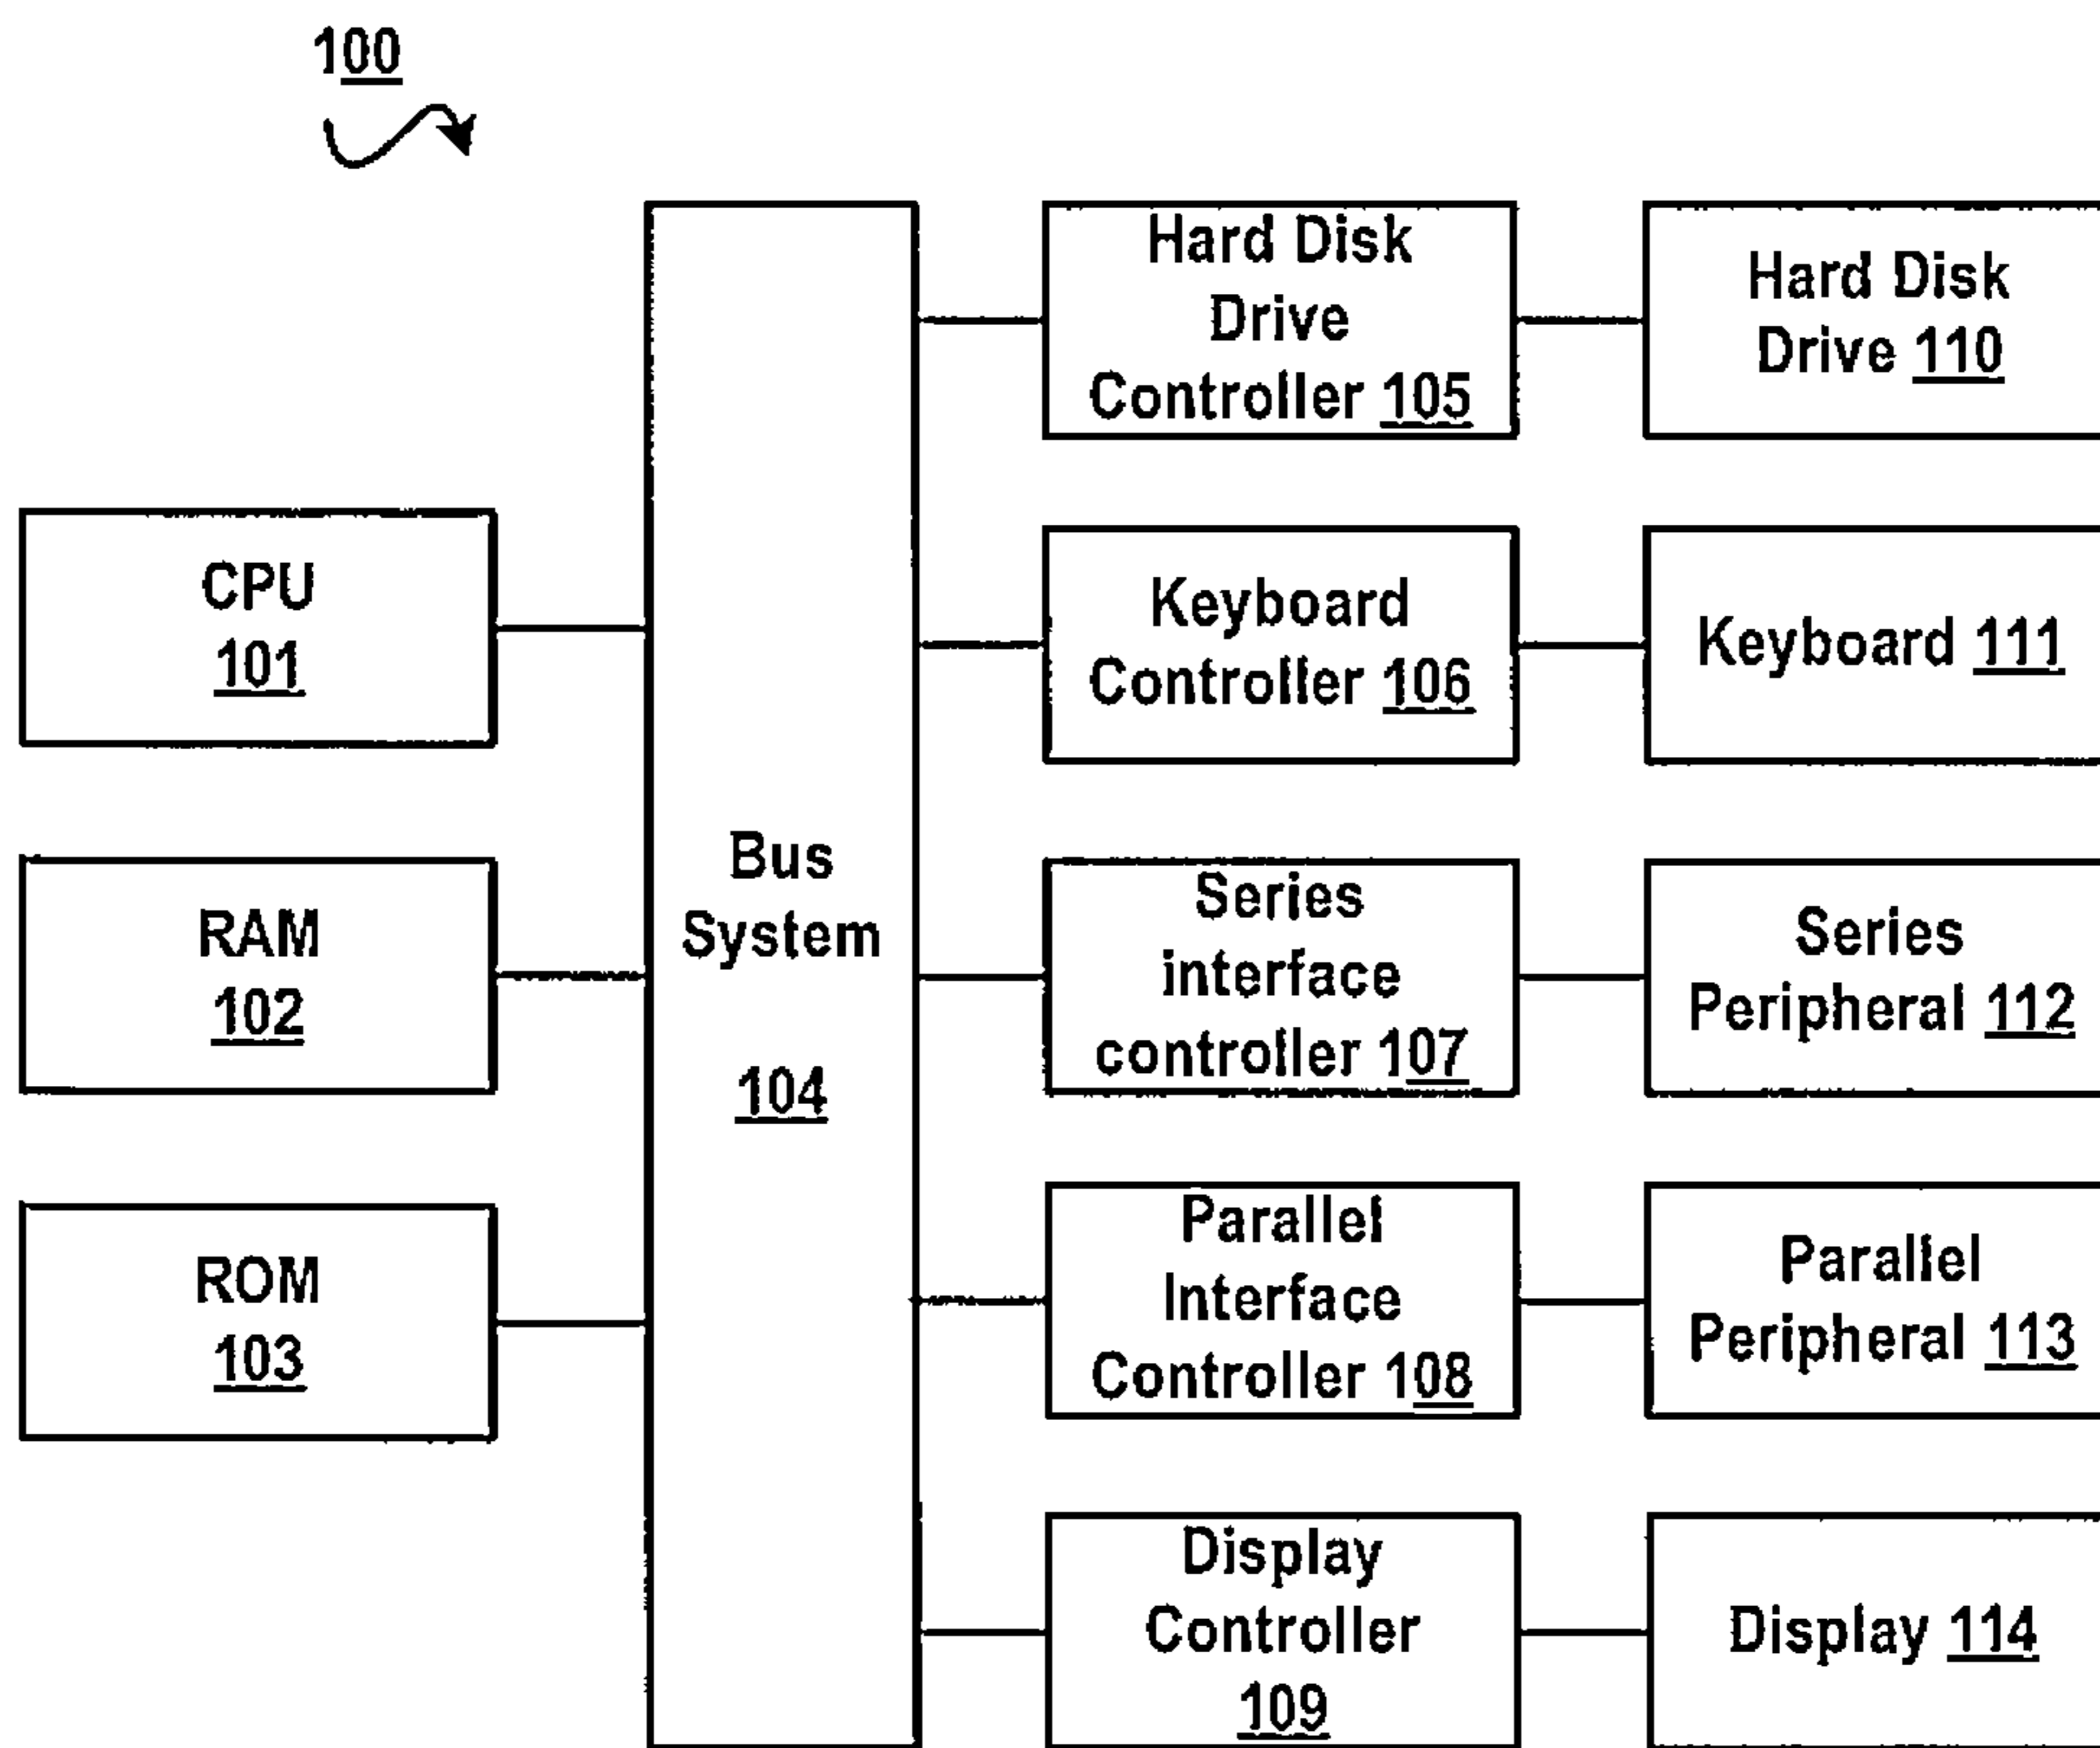 100
Hard Disk
Drive
Controller 105
Hard Disk
Drive 110
CPU
101
Keyboard
Controller 106
Keyboard 111
Bus
System
104
RAM
102
Series
interface
controller 107
Series
Peripheral 112
ROM
103
Parallel
Interface
Controller 108
Parallel
Peripheral 113
Display
Controller
109
Display 114